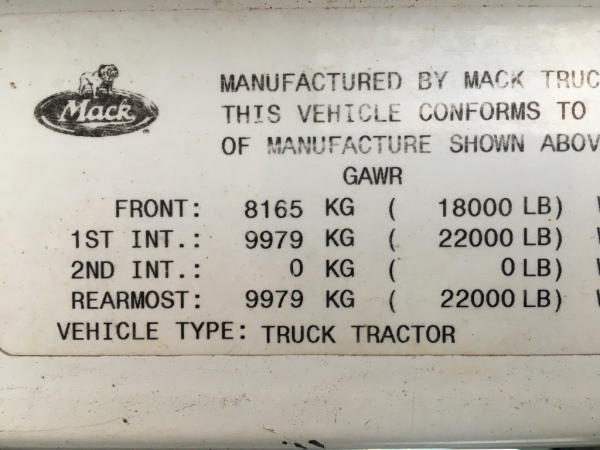 Mack
MANUFACTURED BY MACK TRUC
THIS VEHICLE CONFORMS TO
OF MANUFACTURE SHOWN ABOV
GAWR
FRONT: 8165 KG ( 18000 LB)
1ST INT.: 9979 KG ( 22000 LB)
2ND INT.: 0 KG ( 0 LB)
REARMOST: 9979 KG ( 22000 LB)
VEHICLE TYPE: TRUCK TRACTOR